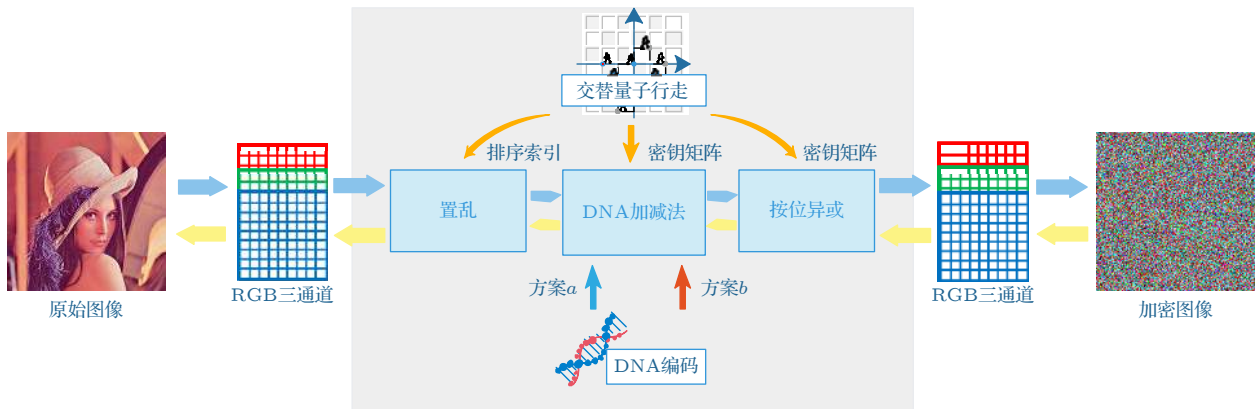 交替量子行走
排序索引
密钥矩阵
密钥矩阵
置乱
DNA加减法
按位异或
原始图像
RGB三通道
方案a
方案b
RGB三通道
加密图像
DNA编码